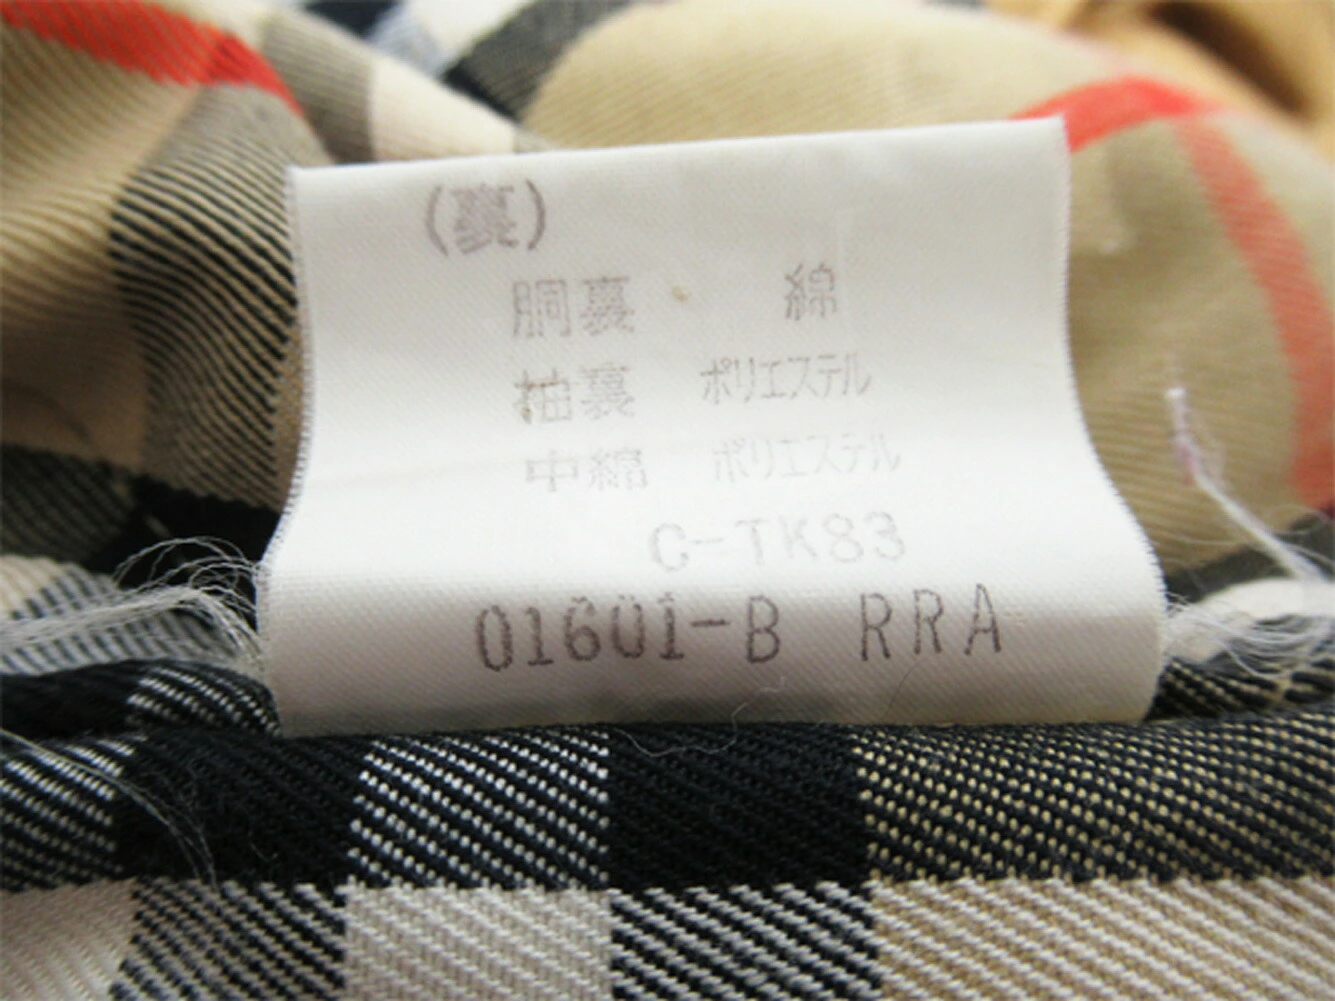 (裏)
胴裏 綿
袖裏 ポリエステル
中綿 ポリエステル
C-TK83
01601-B RRA